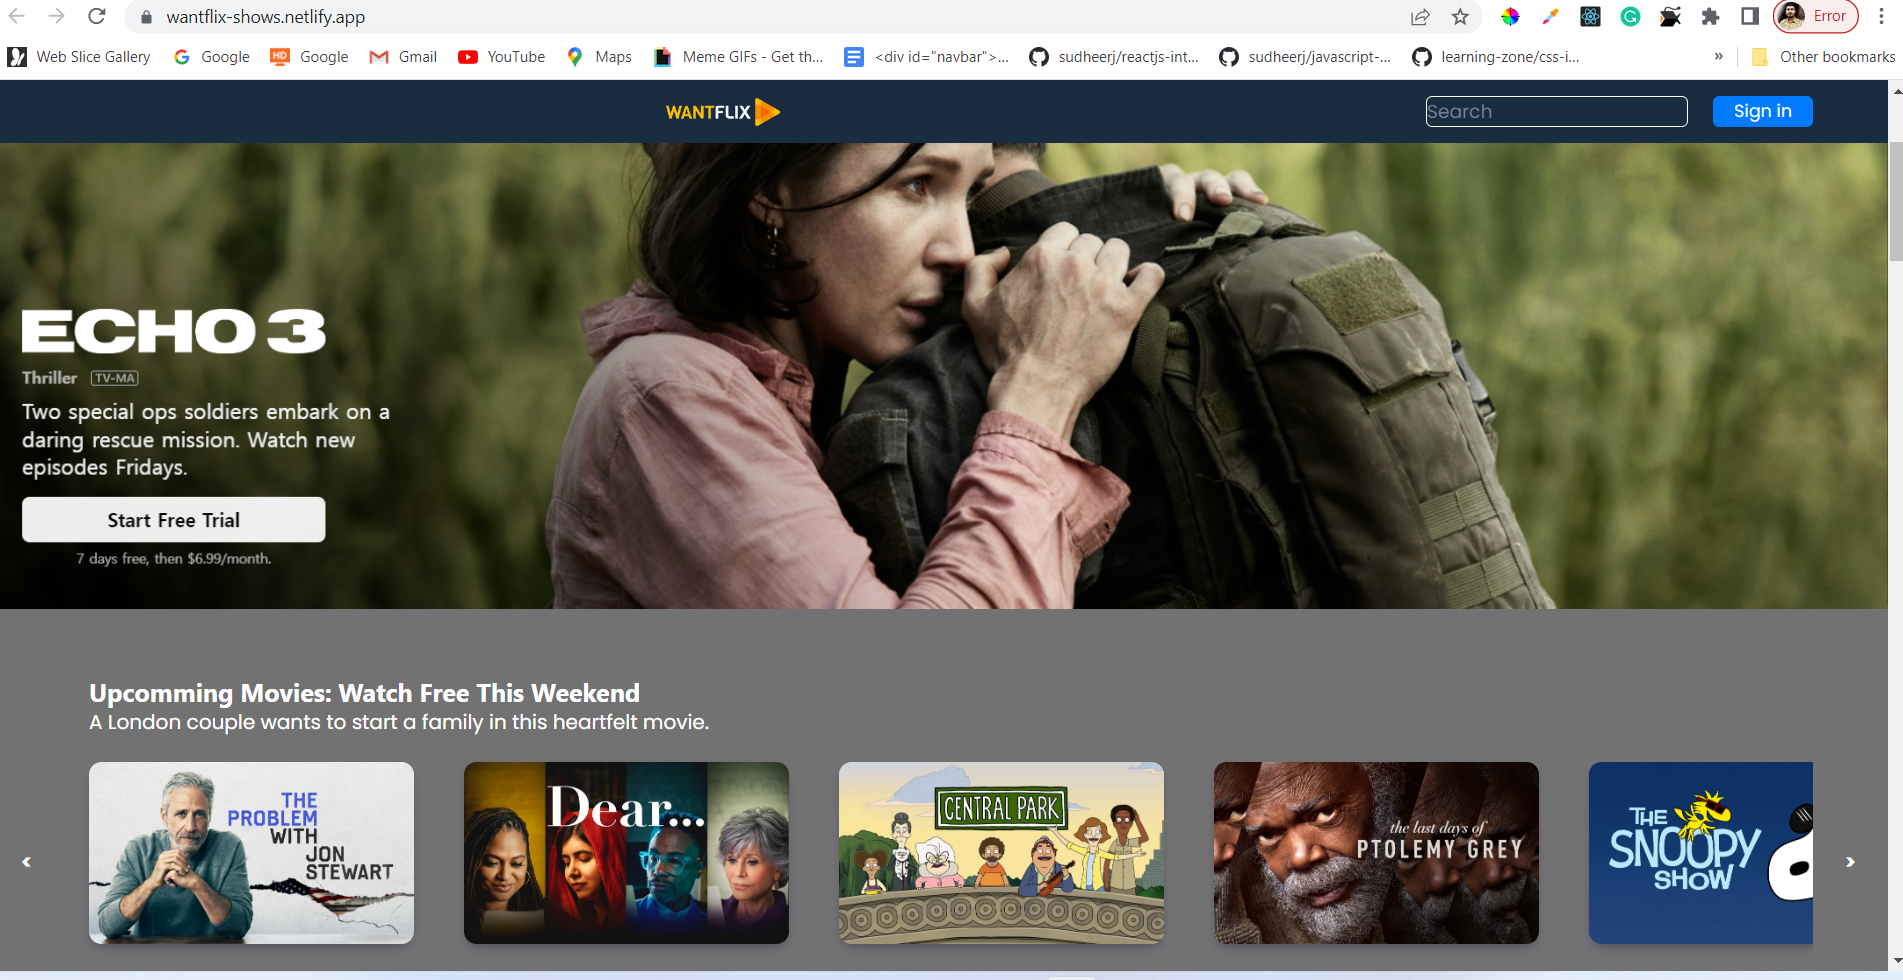 wantflix-shows.netlify.app
Error
Web Slice Gallery
Google
Google
Gmail
YouTube
Maps
Meme GIFs - Get th...
<div id="navbar">...
sudheerj/reactjs-int...
sudheerj/javascript-...
learning-zone/css-i...
»
Other bookmarks
WANTFLIX
Search
Sign in
ECHO 3
Thriller TV-MA
Two special ops soldiers embark on a
daring rescue mission. Watch new
episodes Fridays.
Start Free Trial
7 days free, then $6.99/month.
Upcomming Movies: Watch Free This Weekend
A London couple wants to start a family in this heartfelt movie.
THE
PROBLEM
WITH
JON
STEWART
Dear...
CENTRAL PARK
the last days of
PTOLEMY GREY
THE
SNOOPY
SHOW